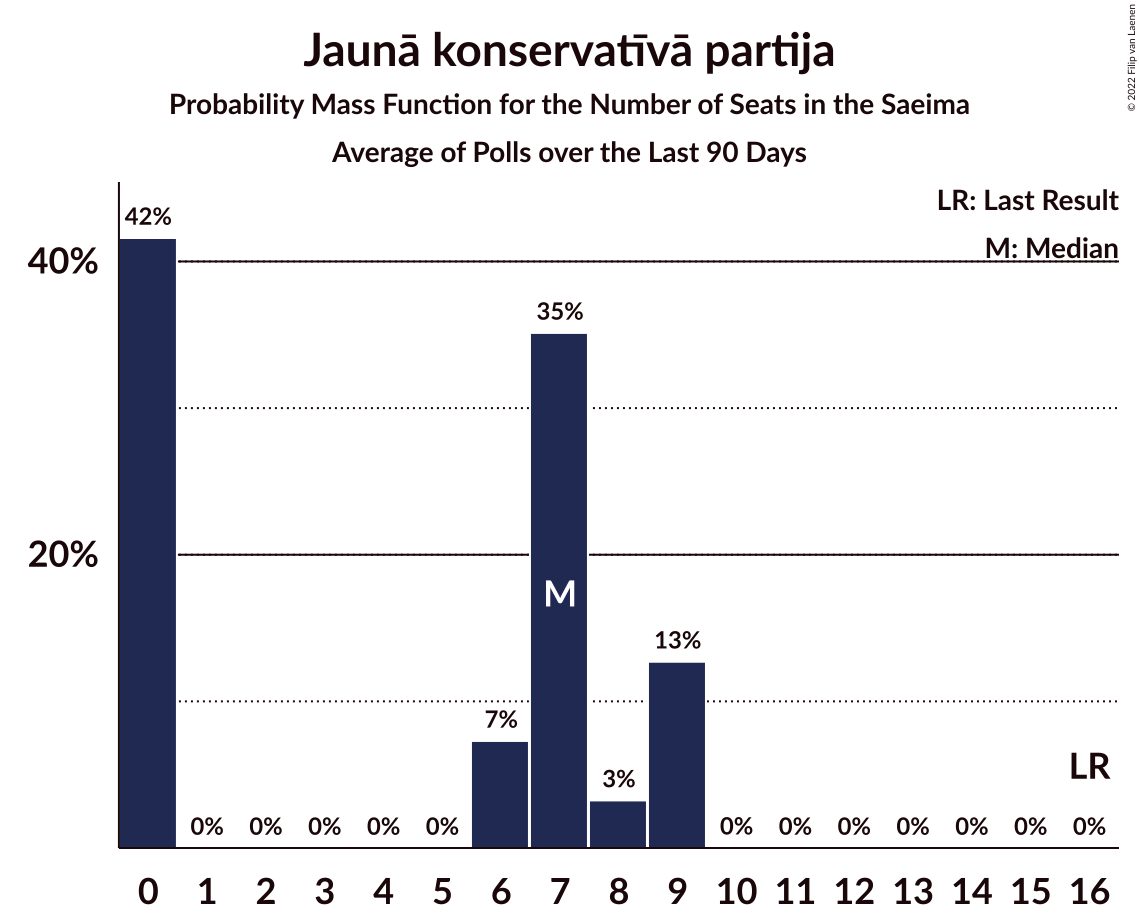 Jaunā konservatīvā partija
Probability Mass Function for the Number of Seats in the Saeima
Average of Polls over the Last 90 Days
© 2022 Filip van Laenen
LR: Last Result
M: Median
40%
20%
42%
0%
0%
0%
0%
0%
7%
35%
3%
13%
0%
0%
0%
0%
0%
0%
0%
M
LR
0 1 2 3 4 5 6 7 8 9 10 11 12 13 14 15 16